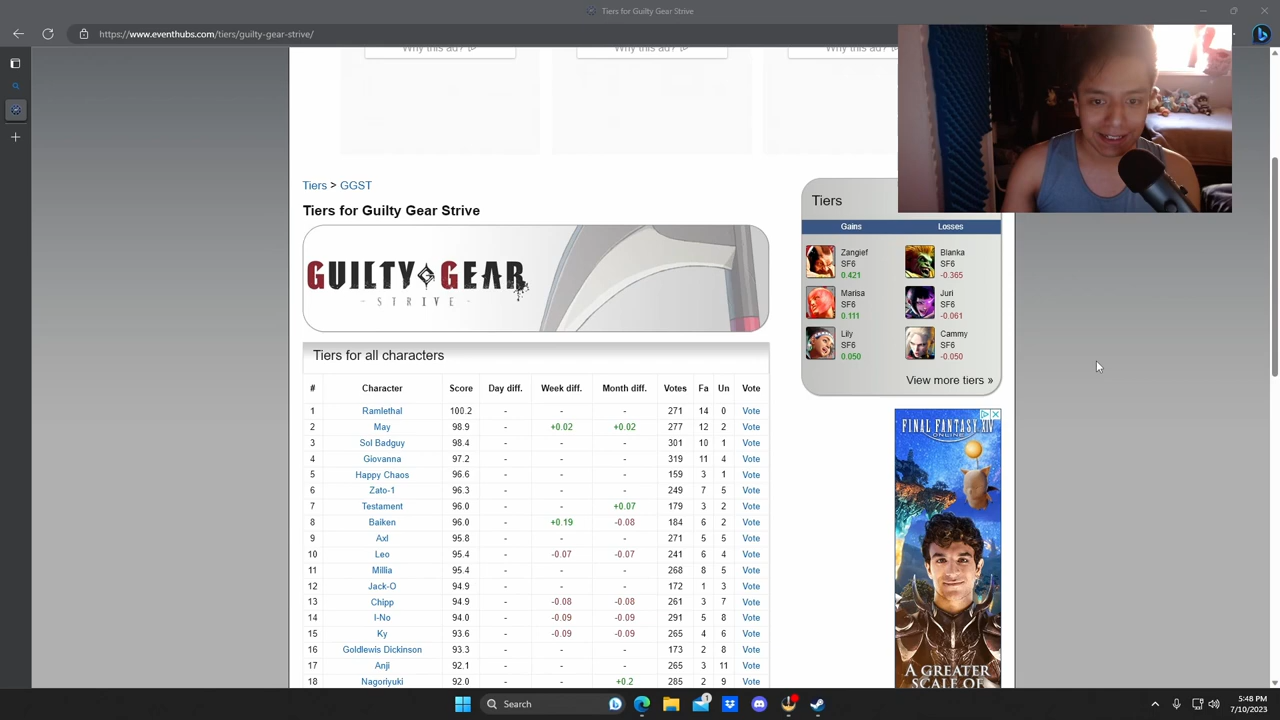 Tiers for Guilty Gear Strive
https://www.eventhubs.com/tiers/guilty-gear-strive/
Why this ad?
Why this ad?
Why this ad?
Tiers > GGST
Tiers for Guilty Gear Strive
GUILTY GEAR
- STRIVE -
Tiers for all characters
# Character Score Day diff. Week diff. Month diff. Votes Fa Un Vote
1 Ramlethal 100.2 - - - 271 14 0 Vote
2 May 98.9 - +0.02 +0.02 277 12 2 Vote
3 Sol Badguy 98.4 - - - 301 10 1 Vote
4 Giovanna 97.2 - - - 319 11 4 Vote
5 Happy Chaos 96.6 - - - 159 3 1 Vote
6 Zato-1 96.3 - - - 249 7 5 Vote
7 Testament 96.0 - - +0.07 179 3 2 Vote
8 Baiken 96.0 - +0.19 -0.08 184 6 2 Vote
9 Axl 95.8 - - - 271 5 5 Vote
10 Leo 95.4 - -0.07 -0.07 241 6 4 Vote
11 Millia 95.4 - - - 268 8 5 Vote
12 Jack-O 94.9 - - - 172 1 3 Vote
13 Chipp 94.9 - -0.08 -0.08 261 3 7 Vote
14 I-No 94.0 - -0.09 -0.09 291 5 8 Vote
15 Ky 93.6 - -0.09 -0.09 265 4 6 Vote
16 Goldlewis Dickinson 93.3 - - - 173 2 8 Vote
17 Anji 92.1 - - - 265 3 11 Vote
18 Nagoriyuki 92.0 - - +0.2 285 2 9 Vote
Tiers
Gains Losses
Zangief
SF6
0.421
Blanka
SF6
-0.365
Marisa
SF6
0.111
Juri
SF6
-0.061
Lily
SF6
0.050
Cammy
SF6
-0.050
View more tiers »
FINAL FANTASY XIV
ONLINE
A GREATER
SCALE OF
Search
1
5:48 PM
7/10/2023